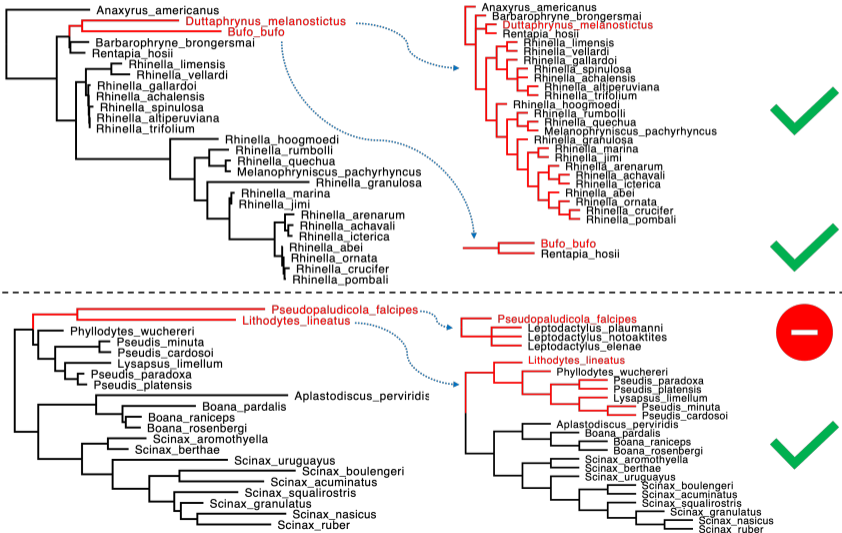 Anaxyrus_americanus
Duttaphrynus_melanostictus
Bufo_bufo
Barbarophryne_brongersmai
Rentapia_hosii
Rhinella_limensis
Rhinella_vellardi
Rhinella_gallardoi
Rhinella_achalensis
Rhinella_spinulosa
Rhinella_altiperuviana
Rhinella_trifolium
Rhinella_hoogmoedi
Rhinella_rumbolli
Rhinella_quechua
Melanophryniscus_pachyrhyncus
Rhinella_granulosa
Rhinella_marina
Rhinella_jimi
Rhinella_arenarum
Rhinella_achavali
Rhinella_icterica
Rhinella_abei
Rhinella_ornata
Rhinella_crucifer
Rhinella_pombali
Anaxyrus_americanus
Barbarophryne_brongersmai
Duttaphrynus_melanostictus
Rentapia_hosii
Rhinella_limensis
Rhinella_vellardi
Rhinella_gallardoi
Rhinella_spinulosa
Rhinella_achalensis
Rhinella_altiperuviana
Rhinella_trifolium
Rhinella_hoogmoedi
Rhinella_rumbolli
Rhinella_quechua
Melanophryniscus_pachyrhyncus
Rhinella_granulosa
Rhinella_marina
Rhinella_jimi
Rhinella_arenarum
Rhinella_achavali
Rhinella_icterica
Rhinella_abei
Rhinella_ornata
Rhinella_crucifer
Rhinella_pombali
Bufo_bufo
Rentapia_hosii
Pseudopaludicola_falcipes
Lithodytes_lineatus
Phyllodytes_wuchereri
Pseudis_minuta
Pseudis_cardosoi
Lysapsus_limellum
Pseudis_paradoxa
Pseudis_platensis
Aplastodiscus_perviridis
Boana_pardalis
Boana_raniceps
Boana_rosenbergi
Scinax_aromothyella
Scinax_berthae
Scinax_uruguayus
Scinax_boulengeri
Scinax_acuminatus
Scinax_squalirostris
Scinax_granulatus
Scinax_nasicus
Scinax_ruber
Pseudopaludicola_falcipes
Leptodactylus_plaumanni
Leptodactylus_notoaktites
Leptodactylus_elenae
Lithodytes_lineatus
Phyllodytes_wuchereri
Pseudis_paradoxa
Pseudis_platensis
Lysapsus_limellum
Pseudis_minuta
Pseudis_cardosoi
Aplastodiscus_perviridis
Boana_pardalis
Boana_raniceps
Boana_rosenbergi
Scinax_aromothyella
Scinax_berthae
Scinax_uruguayus
Scinax_boulengeri
Scinax_acuminatus
Scinax_squalirostris
Scinax_granulatus
Scinax_nasicus
Scinax_ruber